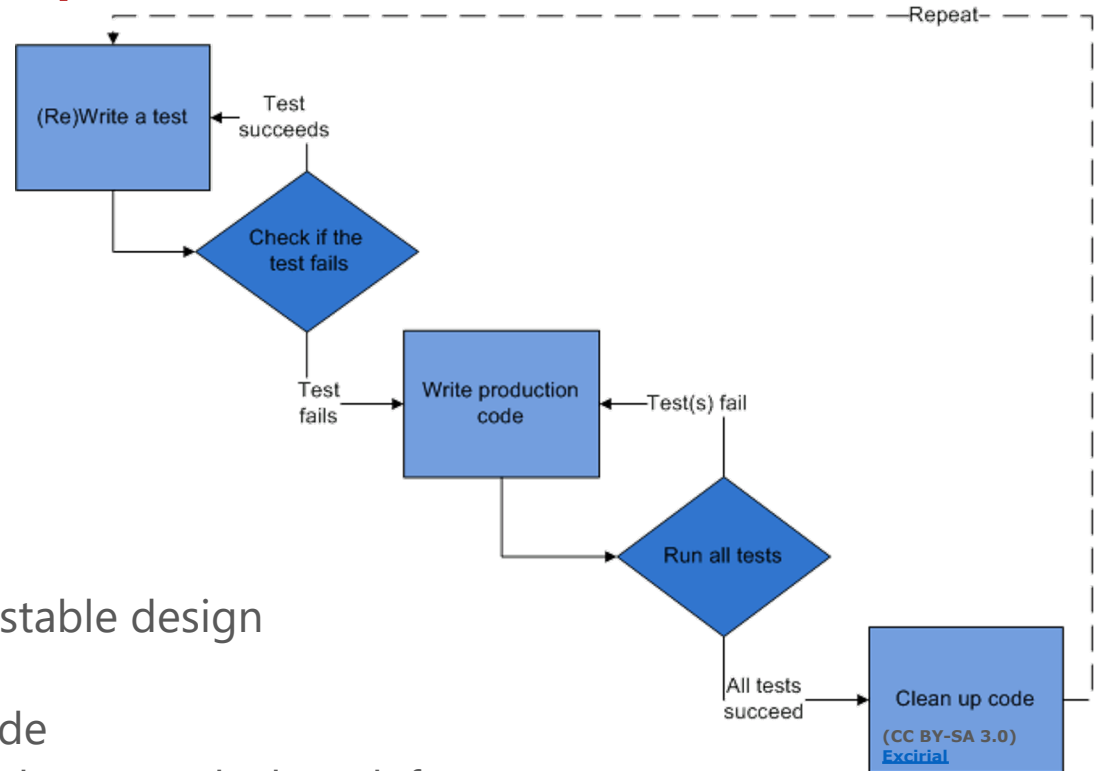 Repeat
(Re)Write a test
Test
succeeds
Check if the
test fails
Test
fails
Write production
code
Test(s) fail
Run all tests
stable design
All tests
succeed
Clean up code
de
(CC BY-SA 3.0)
Excirial